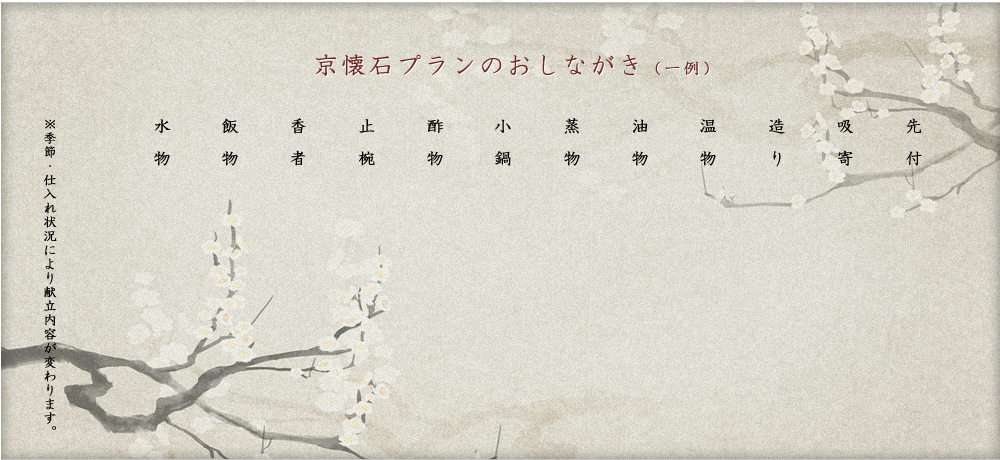 京懐石プランのおしながき（一例）
先付
吸寄
造り
温物
油物
蒸物
小鍋
酢物
止椀
香者
飯物
水物
※季節・仕入れ状況により献立内容が変わります。